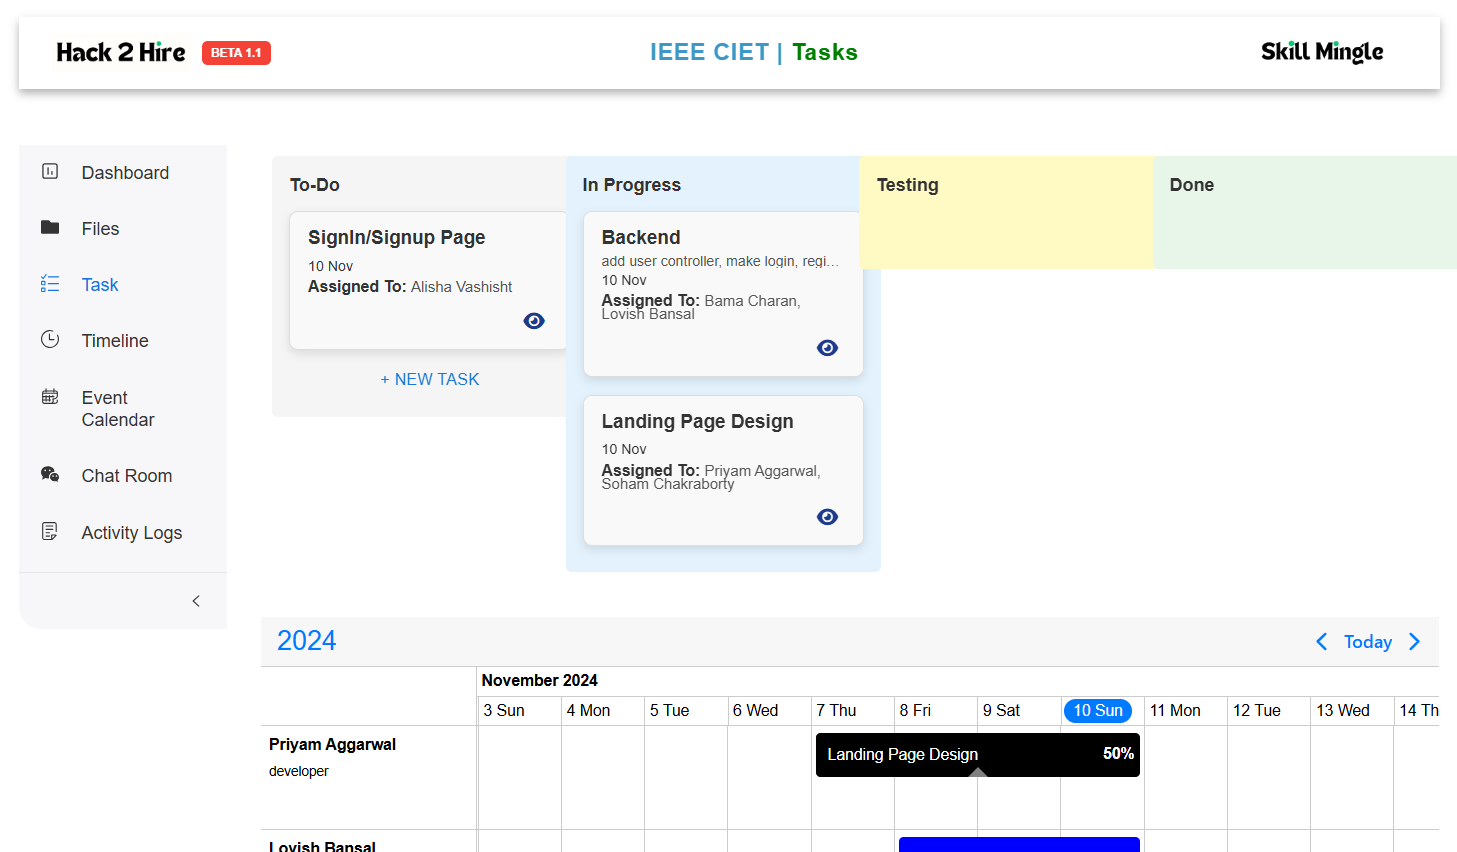 Hack 2 Hire
BETA 1.1
IEEE CIET | Tasks
Skill Mingle
Dashboard
Files
Task
Timeline
Event
Calendar
Chat Room
Activity Logs
To-Do
SignIn/Signup Page
10 Nov
Assigned To: Alisha Vashisht
+ NEW TASK
In Progress
Backend
add user controller, make login, regi...
10 Nov
Assigned To: Bama Charan,
Lovish Bansal
Landing Page Design
10 Nov
Assigned To: Priyam Aggarwal,
Soham Chakraborty
Testing
Done
2024
Today
November 2024
3 Sun 4 Mon 5 Tue 6 Wed 7 Thu 8 Fri 9 Sat 10 Sun 11 Mon 12 Tue 13 Wed 14 Th
Priyam Aggarwal
developer
Landing Page Design 50%
Lovish Bansal